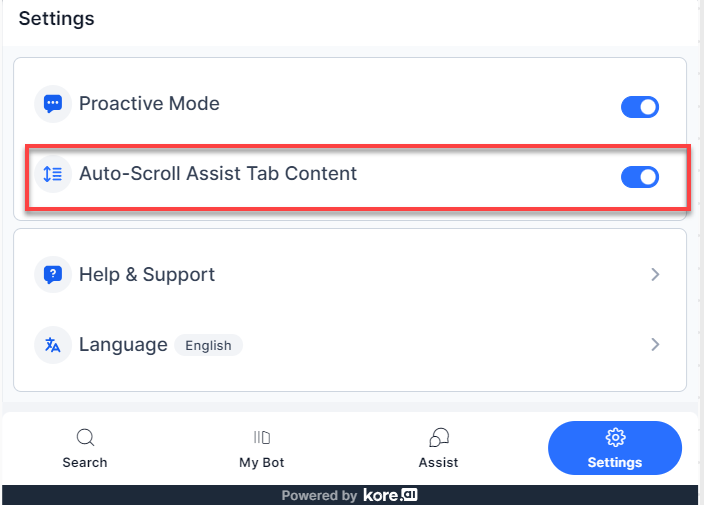 Settings
Proactive Mode
Auto-Scroll Assist Tab Content
Help & Support
Language English
Search My Bot Assist Settings
Powered by kore.ai